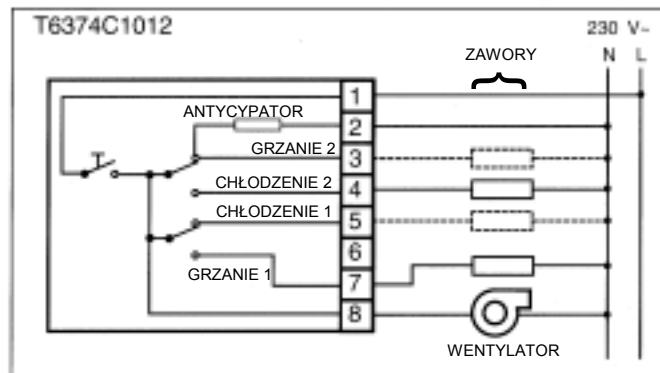 T6374C1012
230 V~
ZAWORY
N L
1
ANTYCYPATOR
2
GRZANIE 2
3
CHŁODZENIE 2
4
CHŁODZENIE 1
5
6
GRZANIE 1
7
8
WENTYLATOR